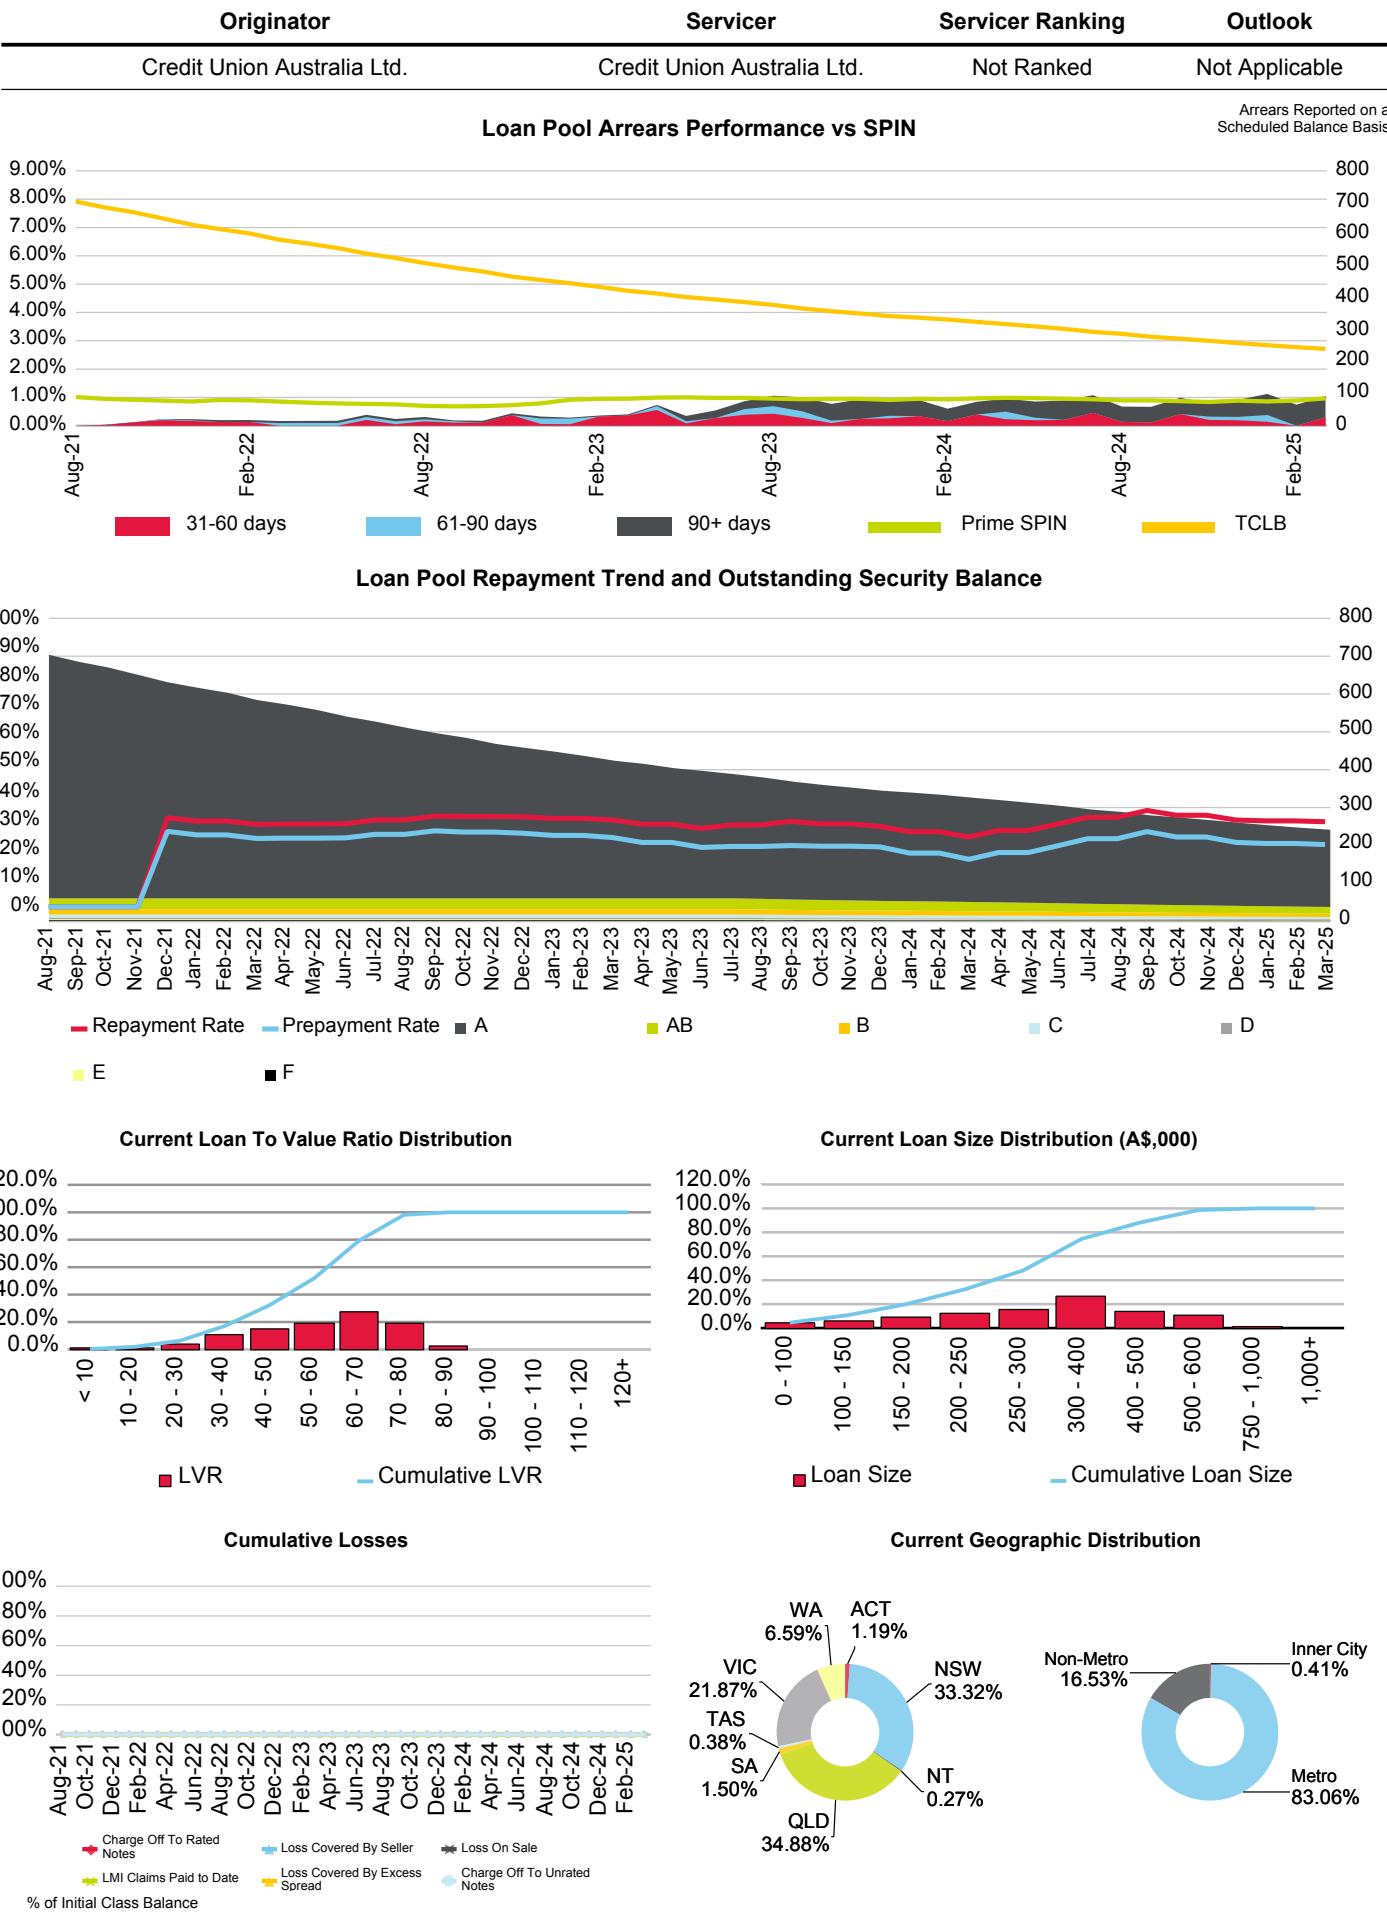 Originator Servicer Servicer Ranking Outlook
Credit Union Australia Ltd. Credit Union Australia Ltd. Not Ranked Not Applicable
Arrears Reported on a
Scheduled Balance Basis
Loan Pool Arrears Performance vs SPIN
9.00% 800
8.00% 700
7.00% 600
6.00% 500
5.00% 400
4.00% 300
3.00% 200
2.00% 100
1.00% 0
0.00%
Aug-21 Feb-22 Aug-22 Feb-23 Aug-23 Feb-24 Aug-24 Feb-25
31-60 days 61-90 days 90+ days Prime SPIN TCLB
Loan Pool Repayment Trend and Outstanding Security Balance
00% 800
90% 700
80% 600
70% 500
60% 400
50% 300
40% 200
30% 100
20% 0
10%
0%
Aug-21 Sep-21 Oct-21 Nov-21 Dec-21 Jan-22 Feb-22 Mar-22 Apr-22 May-22 Jun-22 Jul-22 Aug-22 Sep-22 Oct-22 Nov-22 Dec-22 Jan-23 Feb-23 Mar-23 Apr-23 May-23 Jun-23 Jul-23 Aug-23 Sep-23 Oct-23 Nov-23 Dec-23 Jan-24 Feb-24 Mar-24 Apr-24 May-24 Jun-24 Jul-24 Aug-24 Sep-24 Oct-24 Nov-24 Dec-24 Jan-25 Feb-25 Mar-25
Repayment Rate Prepayment Rate A AB B C D
E F
Current Loan To Value Ratio Distribution
20.0%
00.0%
80.0%
60.0%
40.0%
20.0%
0.0%
< 10 10 - 20 20 - 30 30 - 40 40 - 50 50 - 60 60 - 70 70 - 80 80 - 90 90 - 100 100 - 110 110 - 120 120+
LVR Cumulative LVR
Current Loan Size Distribution (A$,000)
120.0%
100.0%
80.0%
60.0%
40.0%
20.0%
0.0%
0 - 100 100 - 150 150 - 200 200 - 250 250 - 300 300 - 400 400 - 500 500 - 600 750 - 1,000 1,000+
Loan Size Cumulative Loan Size
Cumulative Losses
00%
80%
60%
40%
20%
00%
Aug-21 Oct-21 Dec-21 Feb-22 Apr-22 Jun-22 Aug-22 Oct-22 Dec-22 Feb-23 Apr-23 Jun-23 Aug-23 Oct-23 Dec-23 Feb-24 Apr-24 Jun-24 Aug-24 Oct-24 Dec-24 Feb-25
Charge Off To Rated
Notes
Loss Covered By Seller
Loss On Sale
LMI Claims Paid to Date
Loss Covered By Excess
Spread
Charge Off To Unrated
Notes
% of Initial Class Balance
Current Geographic Distribution
WA
6.59%
ACT
1.19%
VIC
21.87%
NSW
33.32%
TAS
0.38%
SA
1.50%
NT
0.27%
QLD
34.88%
Non-Metro
16.53%
Inner City
0.41%
Metro
83.06%